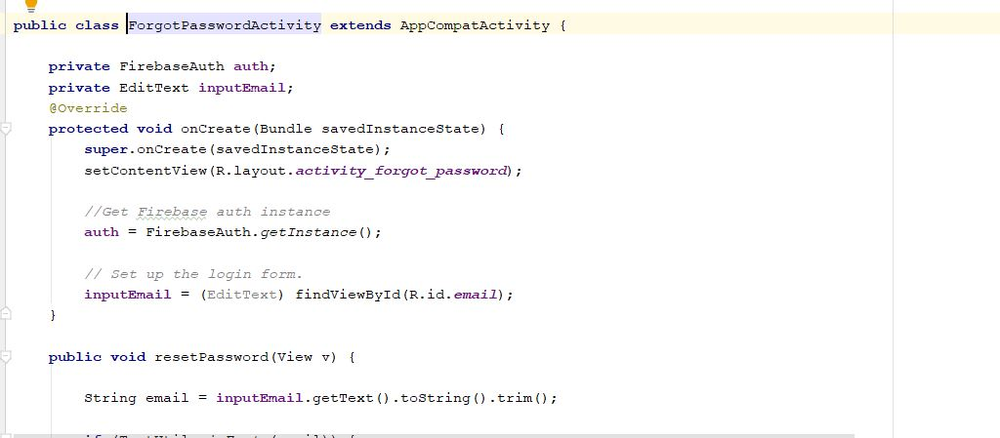 public class ForgotPasswordActivity extends AppCompatActivity {
private FirebaseAuth auth;
private EditText inputEmail;
@Override
protected void onCreate(Bundle savedInstanceState) {
super.onCreate(savedInstanceState);
setContentView(R.layout.activity_forgot_password);
//Get Firebase auth instance
auth = FirebaseAuth.getInstance();
// Set up the login form.
inputEmail = (EditText) findViewById(R.id.email);
}
public void resetPassword(View v) {
String email = inputEmail.getText().toString().trim();